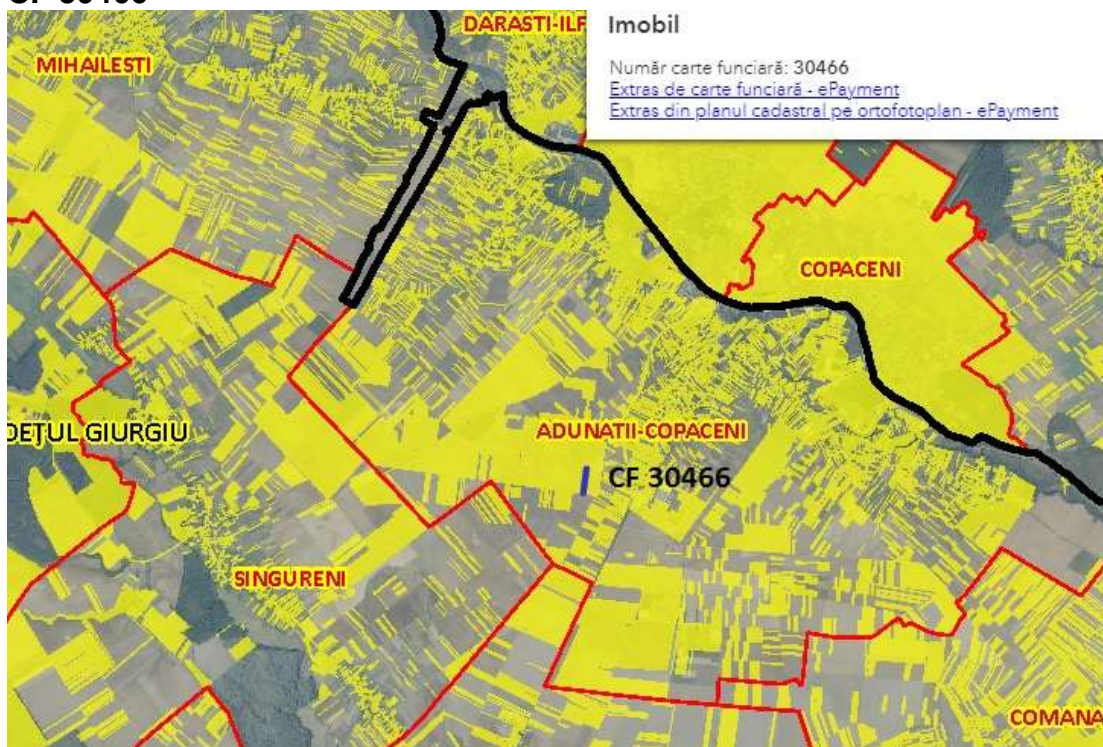 DARASTI-ILF
Imobil
Număr carte funciară: 30466
Extras de carte funciară - ePayment
Extras din planul cadastral pe ortofotoplan - ePayment
MIHAILESTI
COPACENI
DEȚUL GIURGIU
ADUNATII-COPACENI
CF 30466
SINGURENI
COMANA